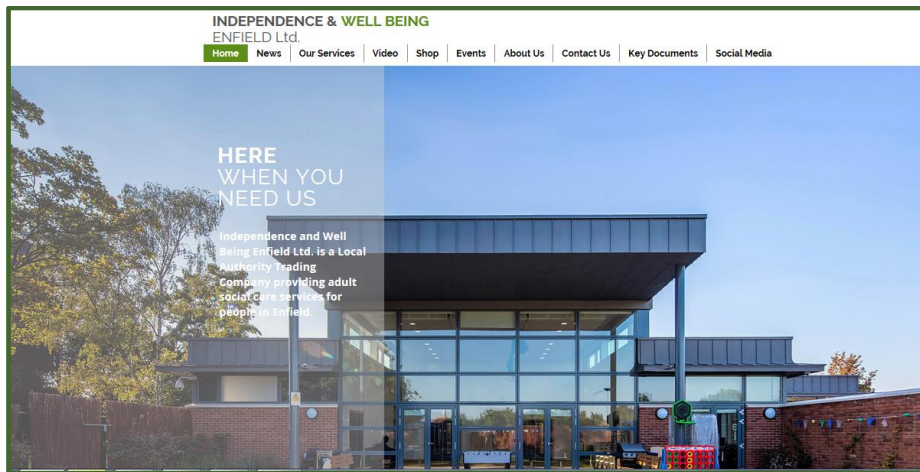 INDEPENDENCE & WELL BEING
ENFIELD Ltd.
Home News Our Services Video Shop Events About Us Contact Us Key Documents Social Media
HERE
WHEN YOU
NEED US
Independence and Well
Being Enfield Ltd. is a Local
Authority Trading
Company providing adult
social care services for
people in Enfield.